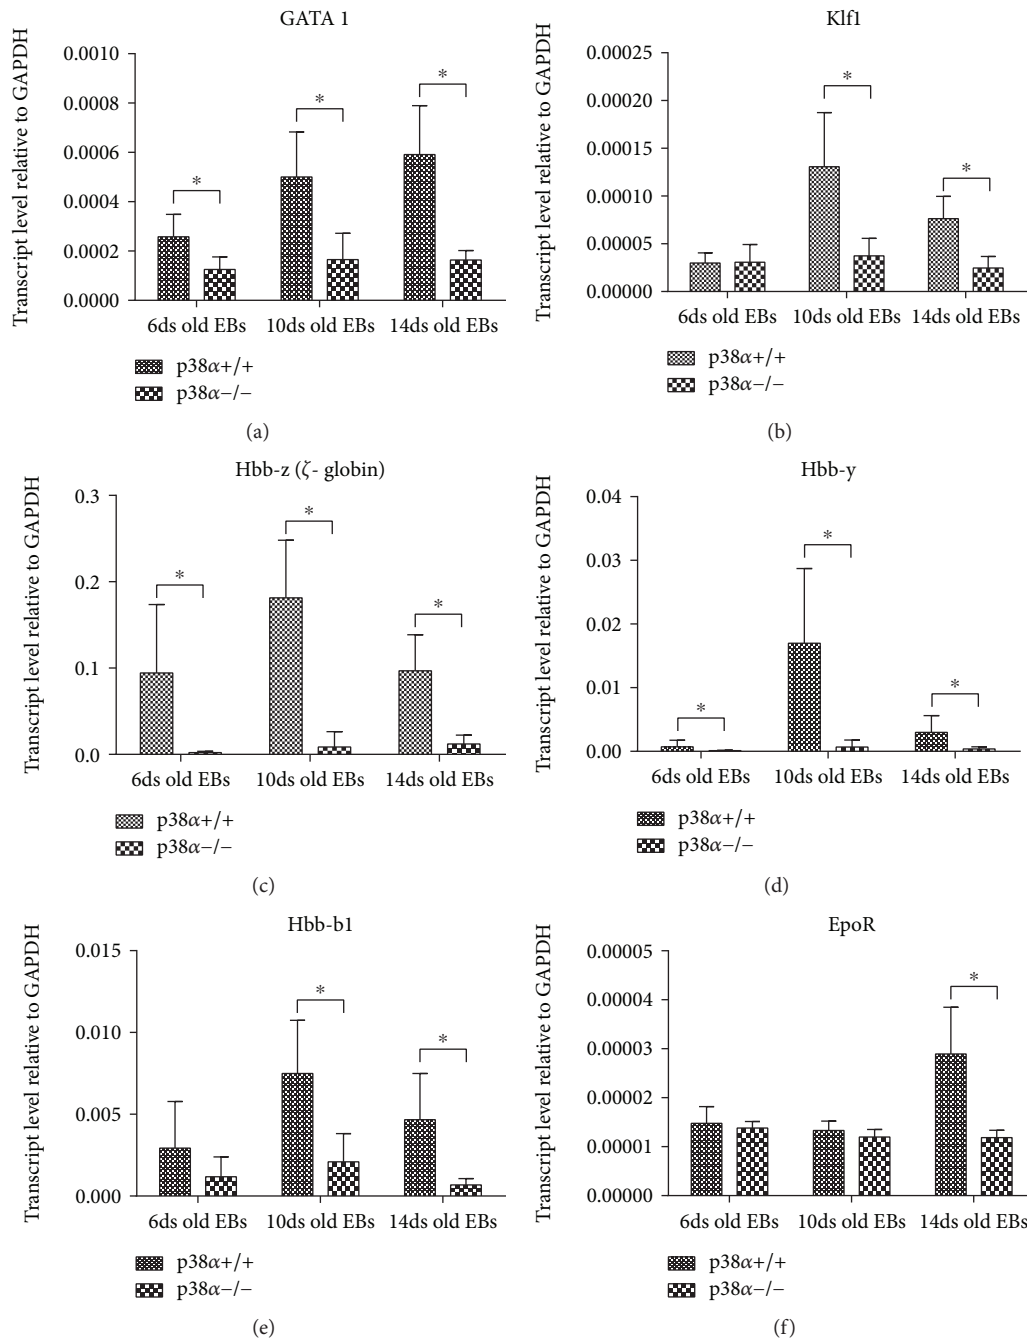 GATA 1
Transcript level relative to GAPDH
0.0010
0.0008
0.0006
0.0004
0.0002
0.0000
*
*
*
6ds old EBs 10ds old EBs 14ds old EBs
p38α+/+
p38α−/−
(a)
Klf1
Transcript level relative to GAPDH
0.00025
0.00020
0.00015
0.00010
0.00005
0.00000
*
*
6ds old EBs 10ds old EBs 14ds old EBs
p38α+/+
p38α−/−
(b)
Hbb-z (ζ- globin)
Transcript level relative to GAPDH
0.3
0.2
0.1
0.0
*
*
*
6ds old EBs 10ds old EBs 14ds old EBs
p38α+/+
p38α−/−
(c)
Hbb-y
Transcript level relative to GAPDH
0.04
0.03
0.02
0.01
0.00
*
*
*
6ds old EBs 10ds old EBs 14ds old EBs
p38α+/+
p38α−/−
(d)
Hbb-b1
Transcript level relative to GAPDH
0.015
0.010
0.005
0.000
*
*
6ds old EBs 10ds old EBs 14ds old EBs
p38α+/+
p38α−/−
(e)
EpoR
Transcript level relative to GAPDH
0.00005
0.00004
0.00003
0.00002
0.00001
0.00000
*
6ds old EBs 10ds old EBs 14ds old EBs
p38α+/+
p38α−/−
(f)